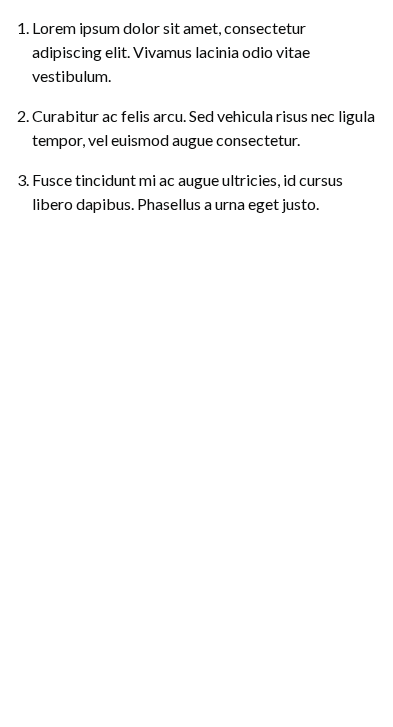 1. Lorem ipsum dolor sit amet, consectetur
adipiscing elit. Vivamus lacinia odio vitae
vestibulum.
2. Curabitur ac felis arcu. Sed vehicula risus nec ligula
tempor, vel euismod augue consectetur.
3. Fusce tincidunt mi ac augue ultricies, id cursus
libero dapibus. Phasellus a urna eget justo.